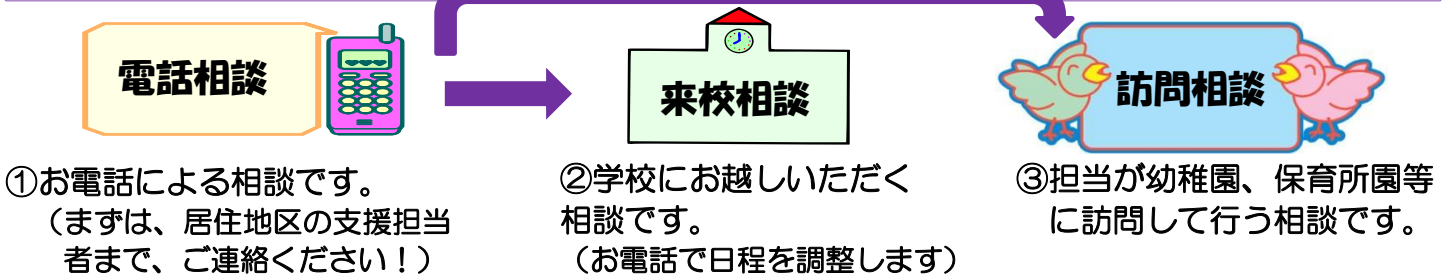 電話相談
①お電話による相談です。
（まずは、居住地区の支援担当
者まで、ご連絡ください！）
来校相談
②学校にお越しいただく
相談です。
（お電話で日程を調整します）
訪問相談
③担当が幼稚園、保育所園等
に訪問して行う相談です。